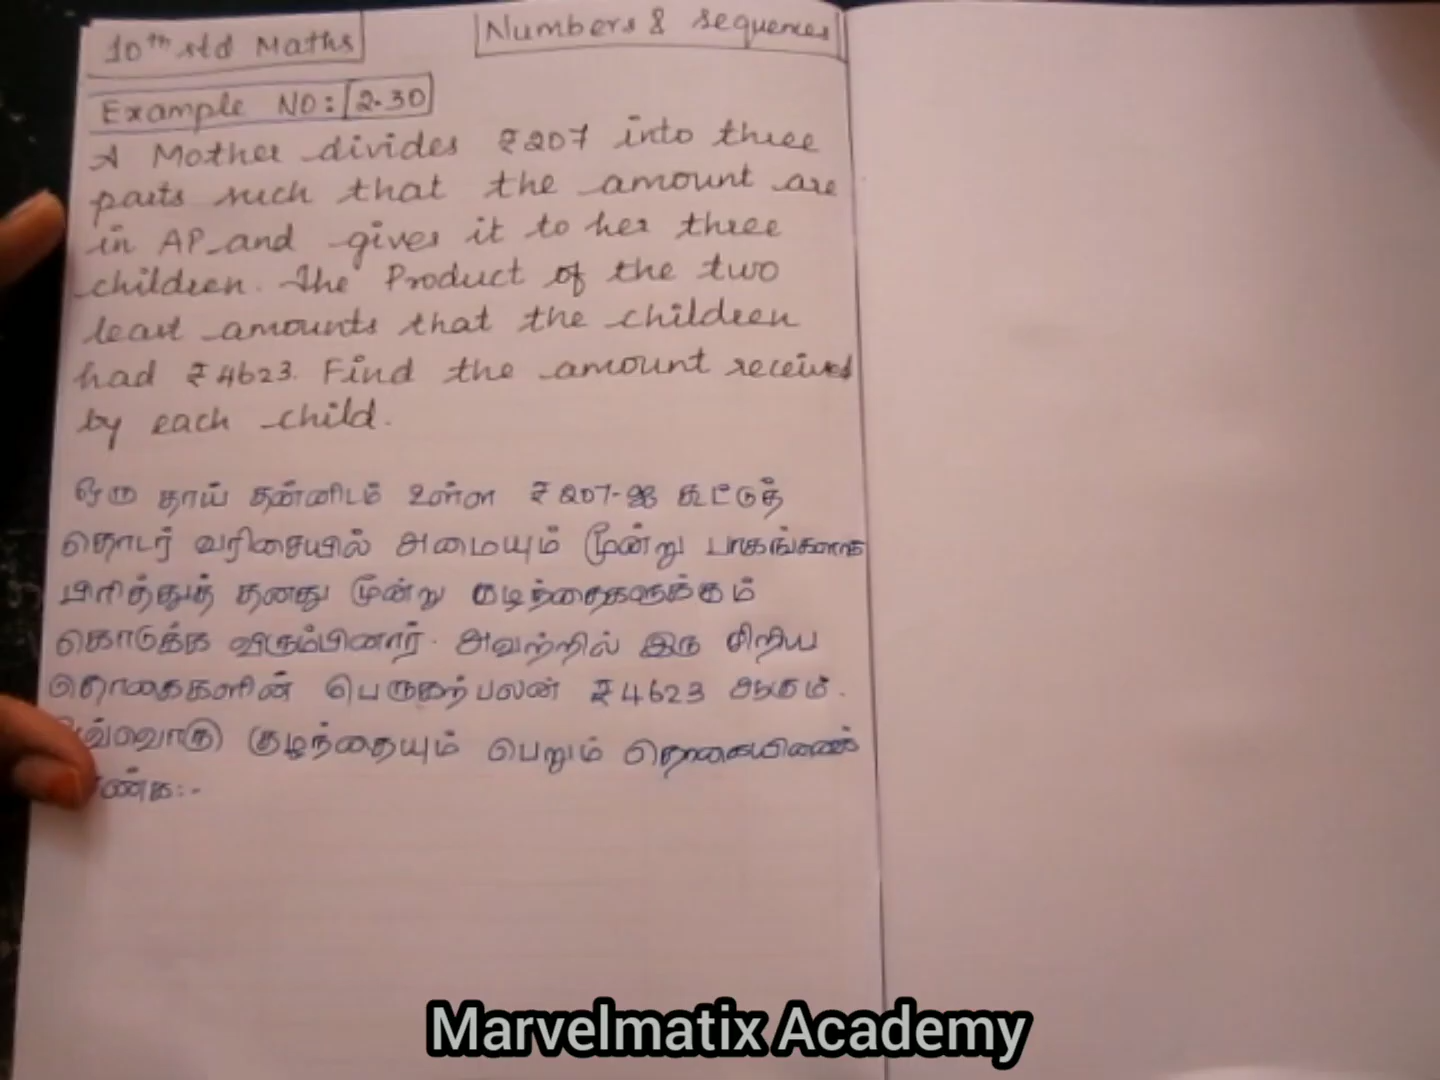 10th std Maths
Numbers & Sequences
Example NO: 2.30
A Mother divides ₹207 into three
parts such that the amount are
in AP and gives it to her three
children. The Product of the two
least amounts that the children
had ₹4623. Find the amount received
by each child.
ஒரு தாய் தன்னிடம் உள்ள ₹207-ஐ கூட்டுத்
தொடர் வரிசையில் அமையும் மூன்று பாகங்களாக
பிரித்துத் தனது மூன்று குழந்தைகளுக்கும்
கொடுக்க விரும்பினார். அவற்றில் இரு சிறிய
தொகைகளின் பெருக்கற்பலன் ₹4623 ஆகும்.
குழந்தையும் பெறும் தொகையினைக்
Marvelmatix Academy